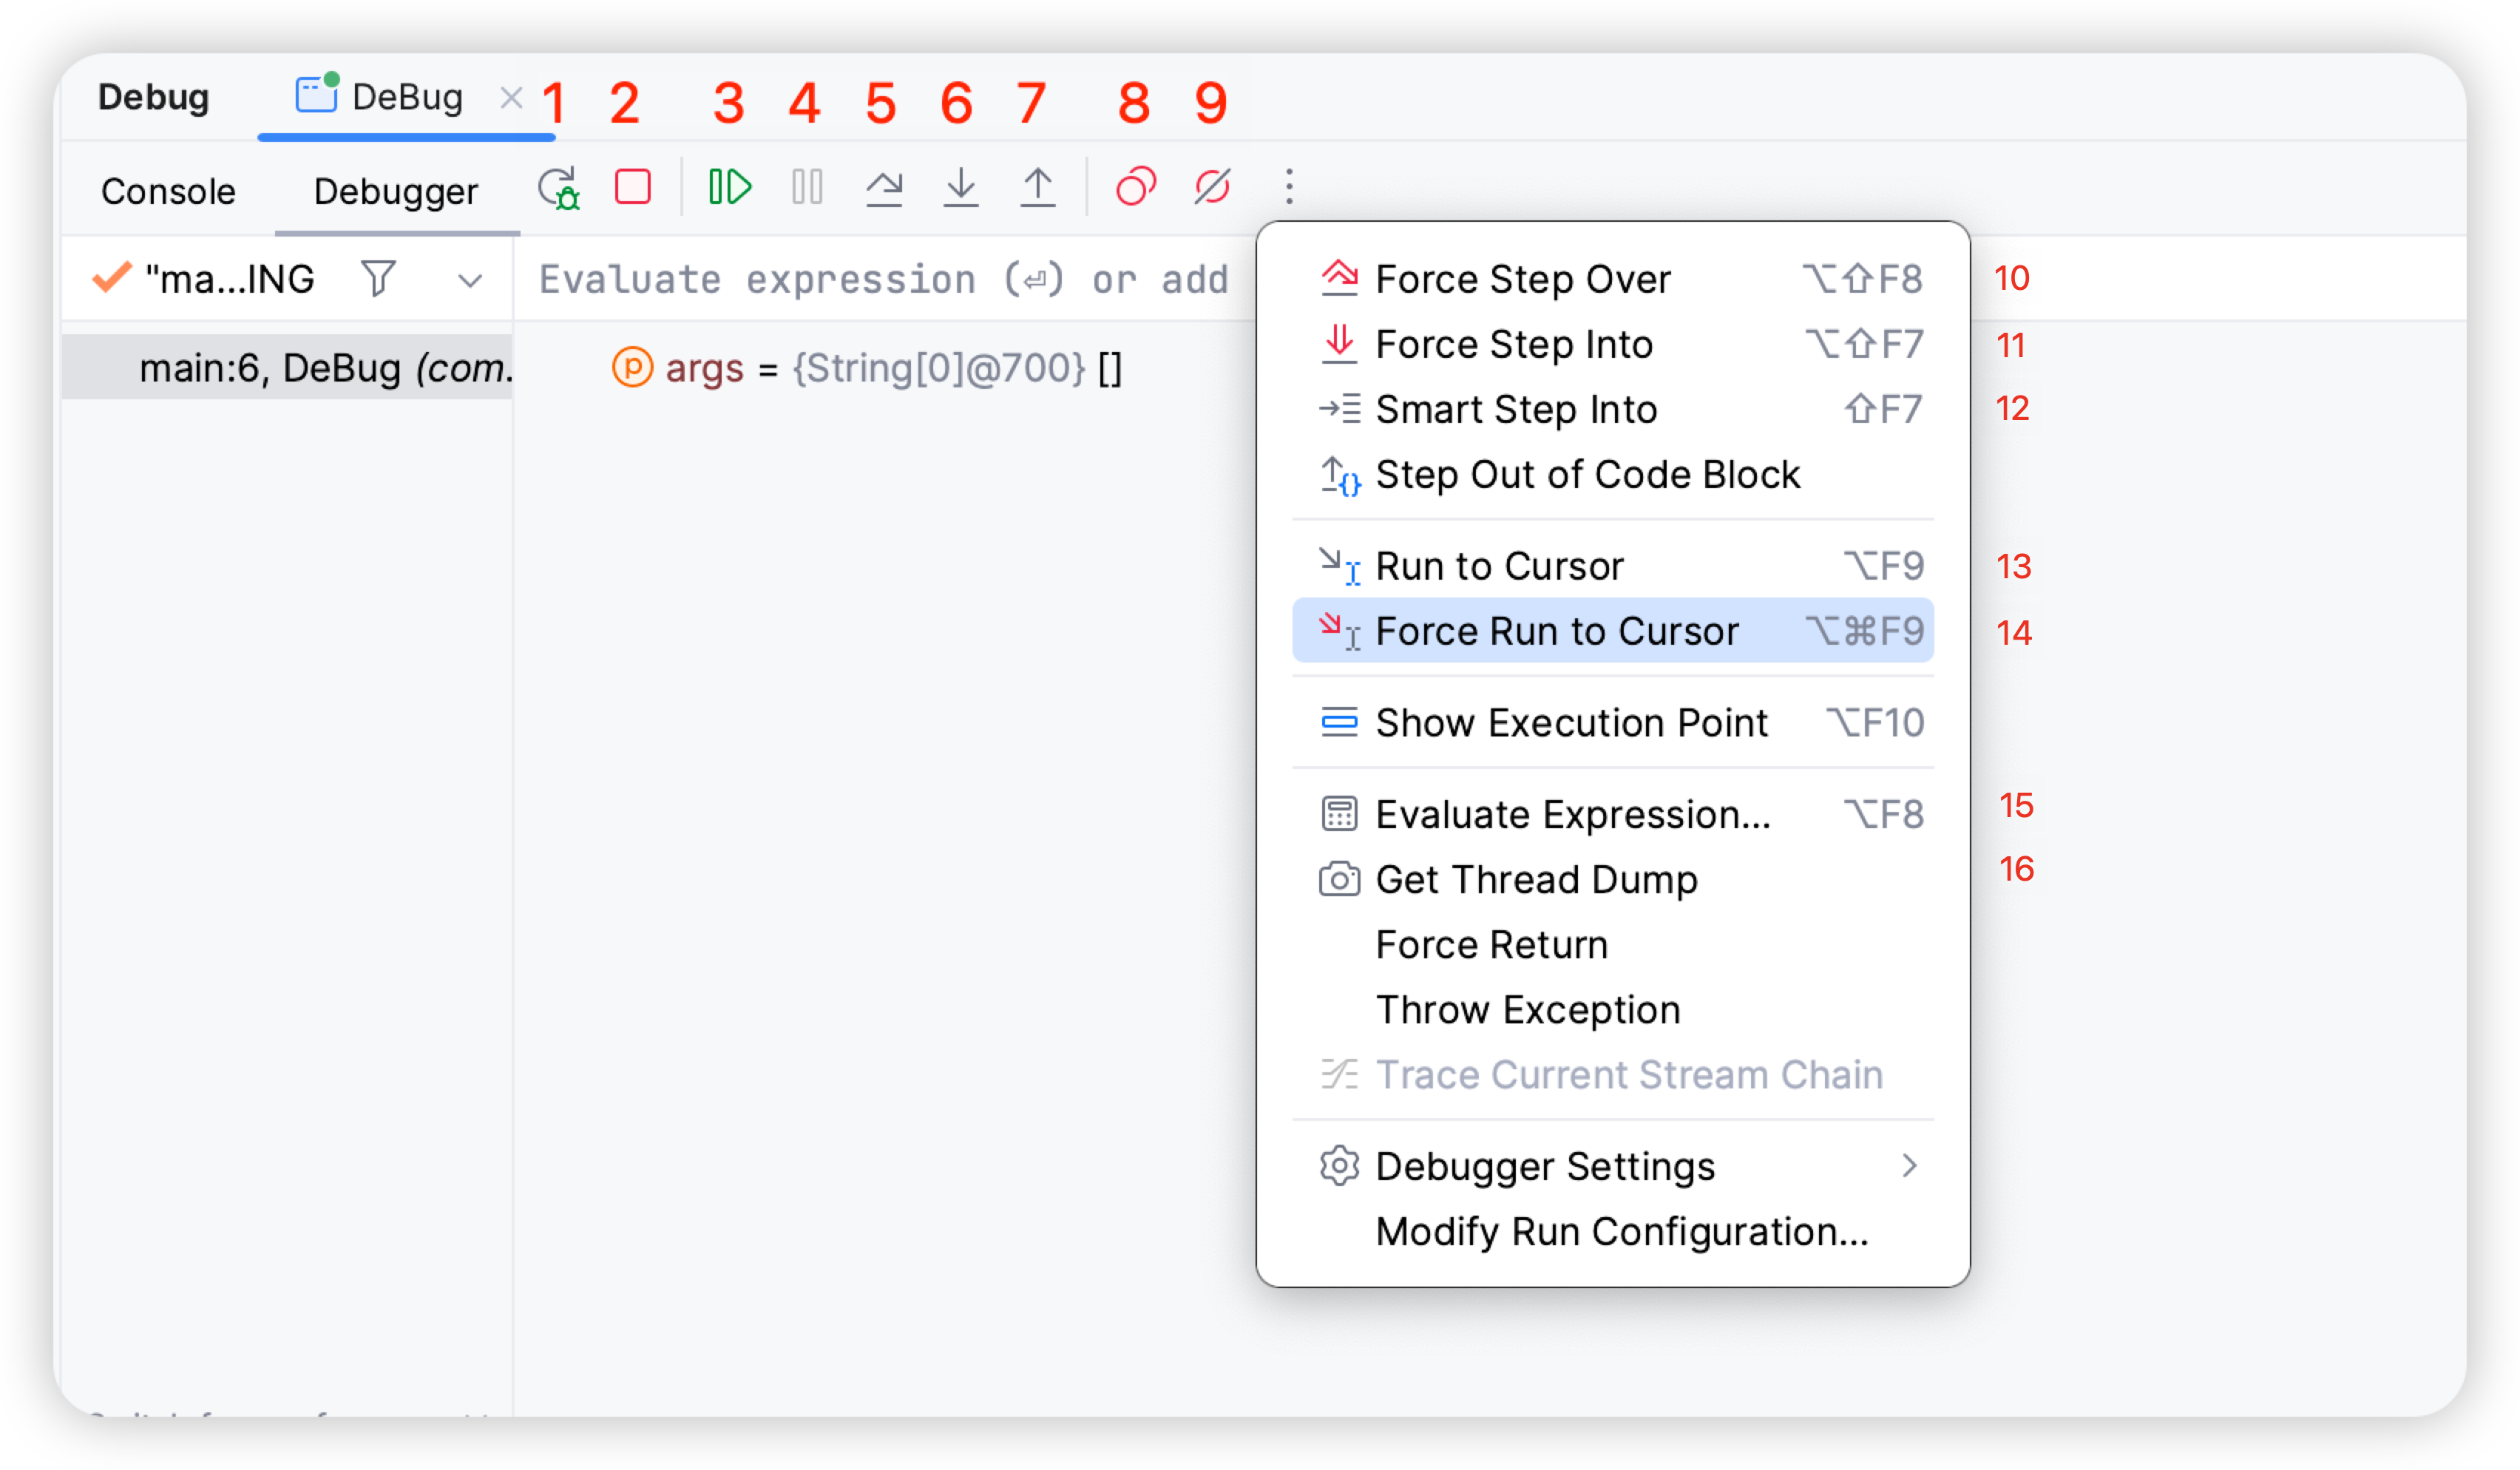 Debug DeBug 1 2 3 4 5 6 7 8 9
Console Debugger
"ma...ING Evaluate expression (⏎) or add
main:6, DeBug (com. p args = {String[0]@700} []
Force Step Over ⌥⇧F8 10
Force Step Into ⌥⇧F7 11
Smart Step Into ⇧F7 12
Step Out of Code Block
Run to Cursor ⌥F9 13
Force Run to Cursor ⌥⌘F9 14
Show Execution Point ⌥F10
Evaluate Expression... ⌥F8 15
Get Thread Dump 16
Force Return
Throw Exception
Trace Current Stream Chain
Debugger Settings
Modify Run Configuration...